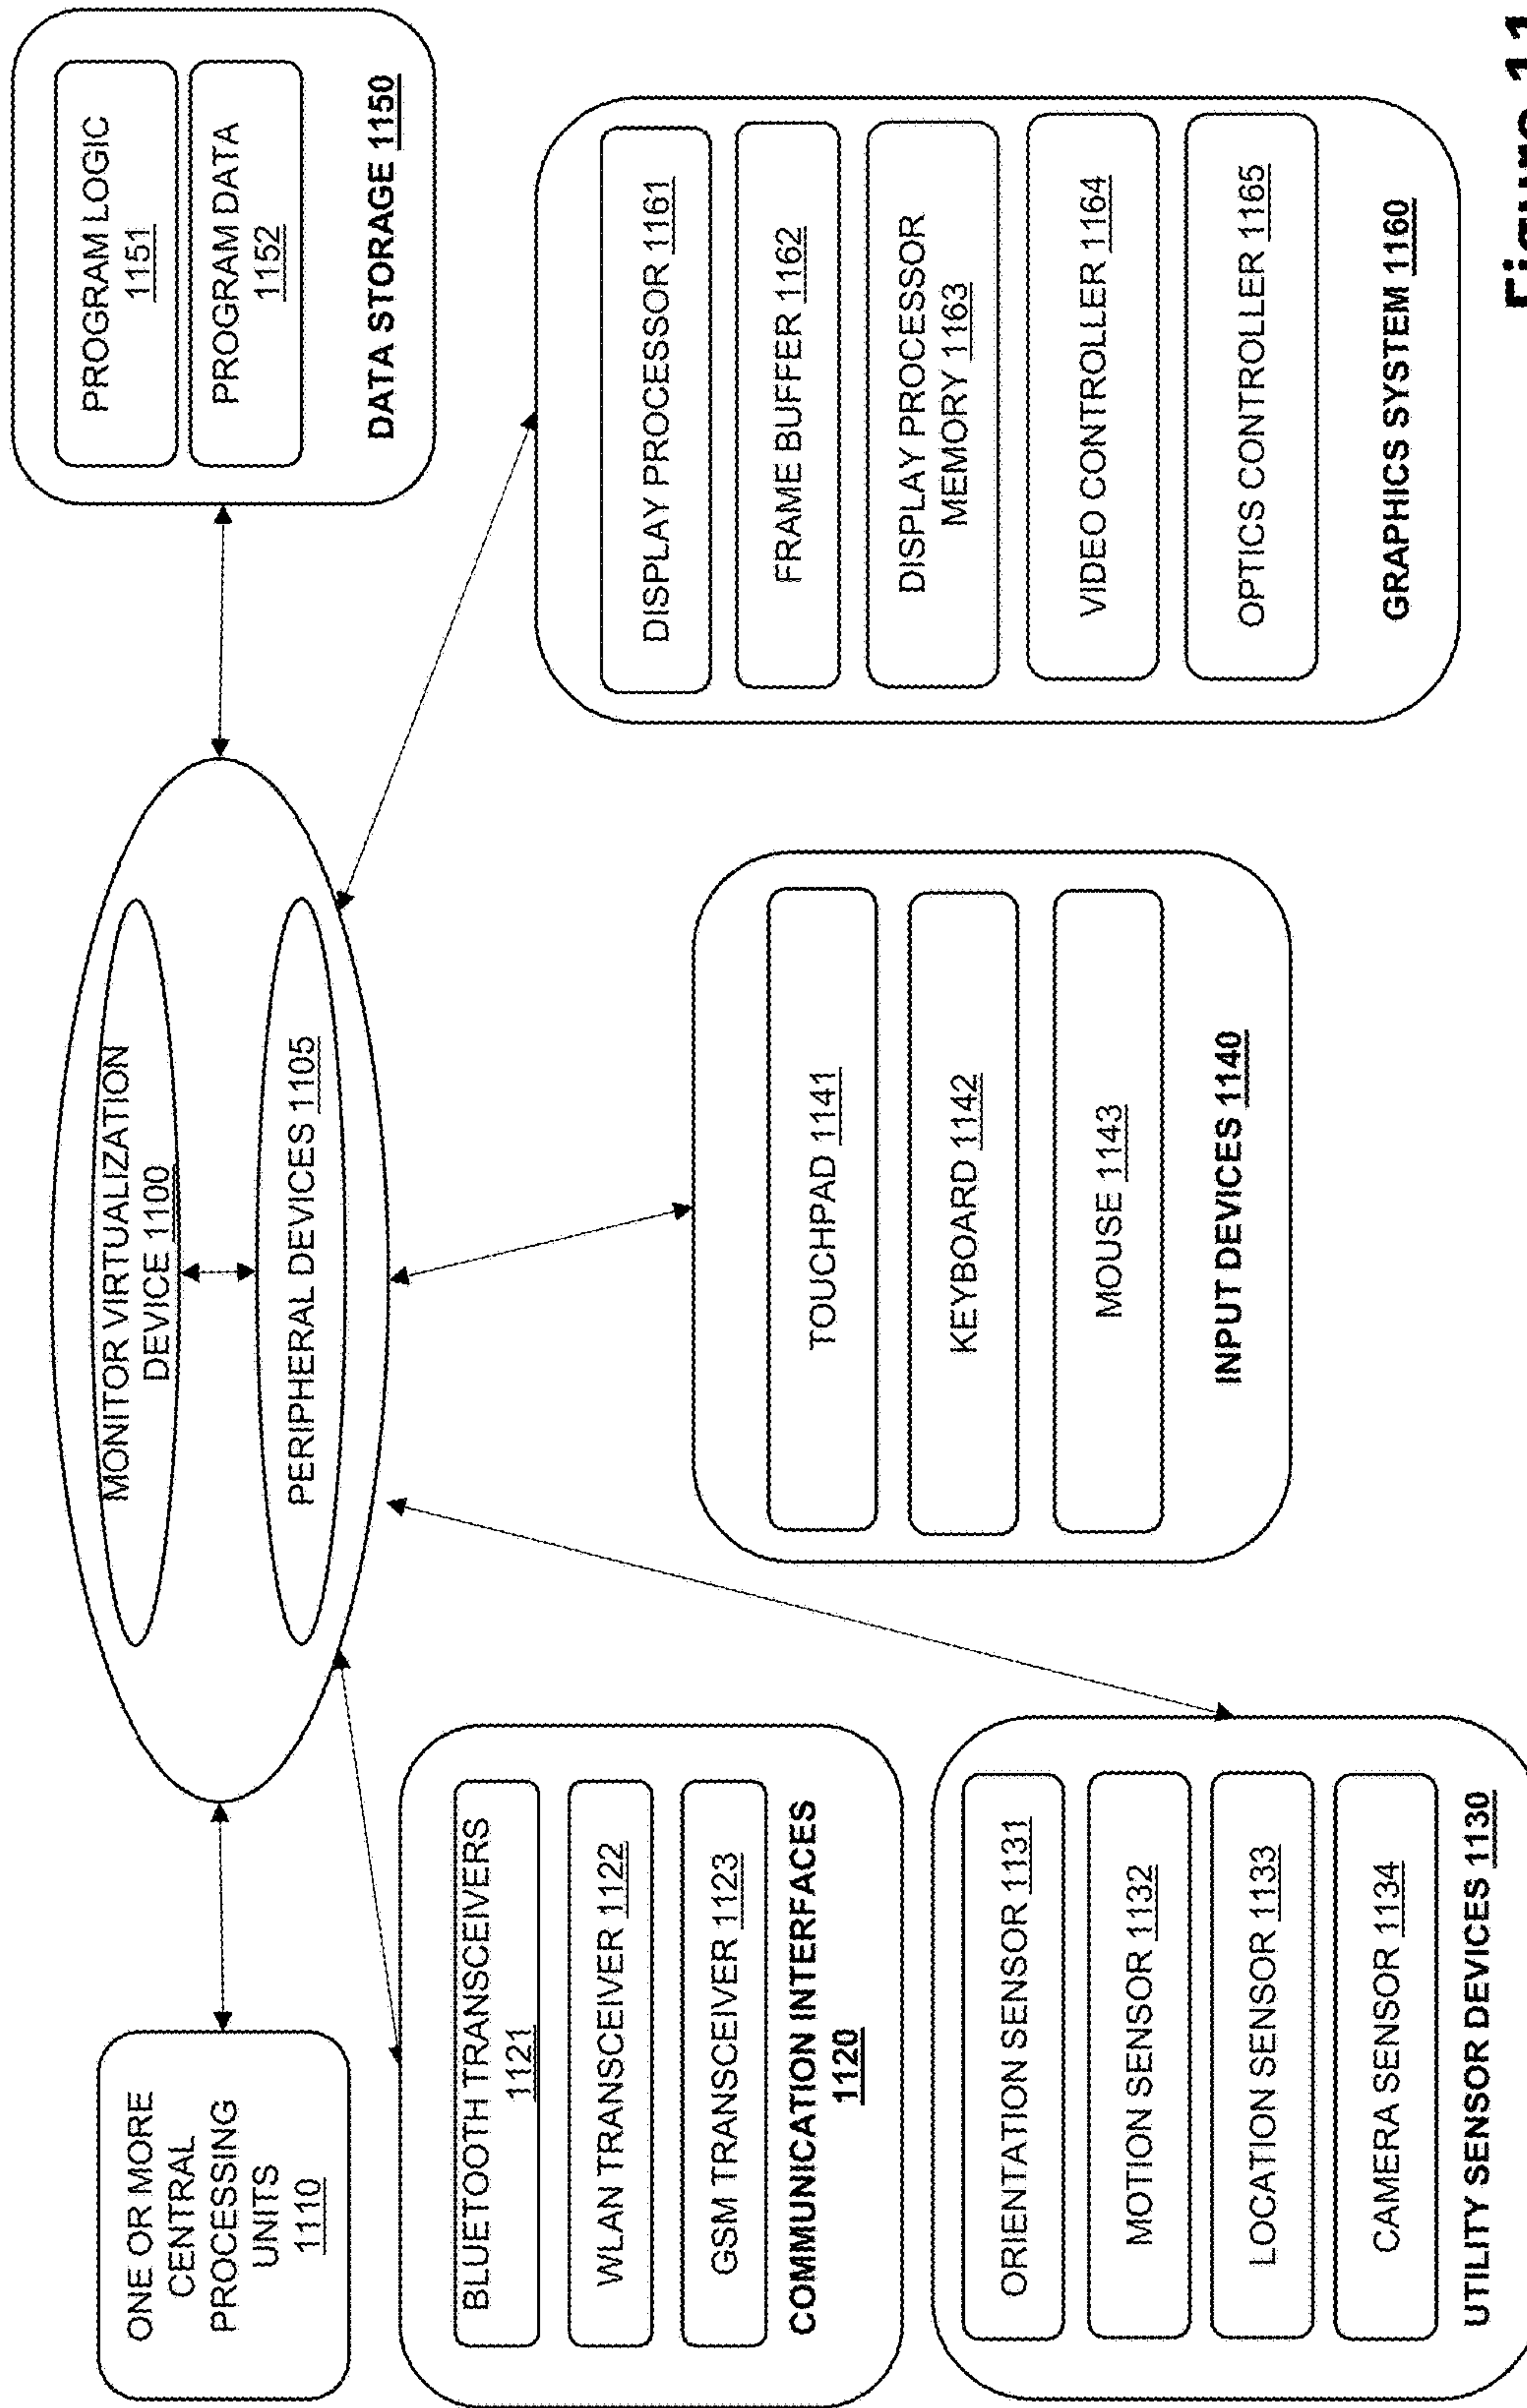 ONE OR MORE
CENTRAL
PROCESSING
UNITS
1110
MONITOR VIRTUALIZATION
DEVICE 1100
PERIPHERAL DEVICES 1105
PROGRAM LOGIC
1151
PROGRAM DATA
1152
DATA STORAGE 1150
BLUETOOTH TRANSCEIVERS
1121
WLAN TRANSCEIVER 1122
GSM TRANSCEIVER 1123
COMMUNICATION INTERFACES
1120
ORIENTATION SENSOR 1131
MOTION SENSOR 1132
LOCATION SENSOR 1133
CAMERA SENSOR 1134
UTILITY SENSOR DEVICES 1130
TOUCHPAD 1141
KEYBOARD 1142
MOUSE 1143
INPUT DEVICES 1140
DISPLAY PROCESSOR 1161
FRAME BUFFER 1162
DISPLAY PROCESSOR
MEMORY 1163
VIDEO CONTROLLER 1164
OPTICS CONTROLLER 1165
GRAPHICS SYSTEM 1160
Figure 11